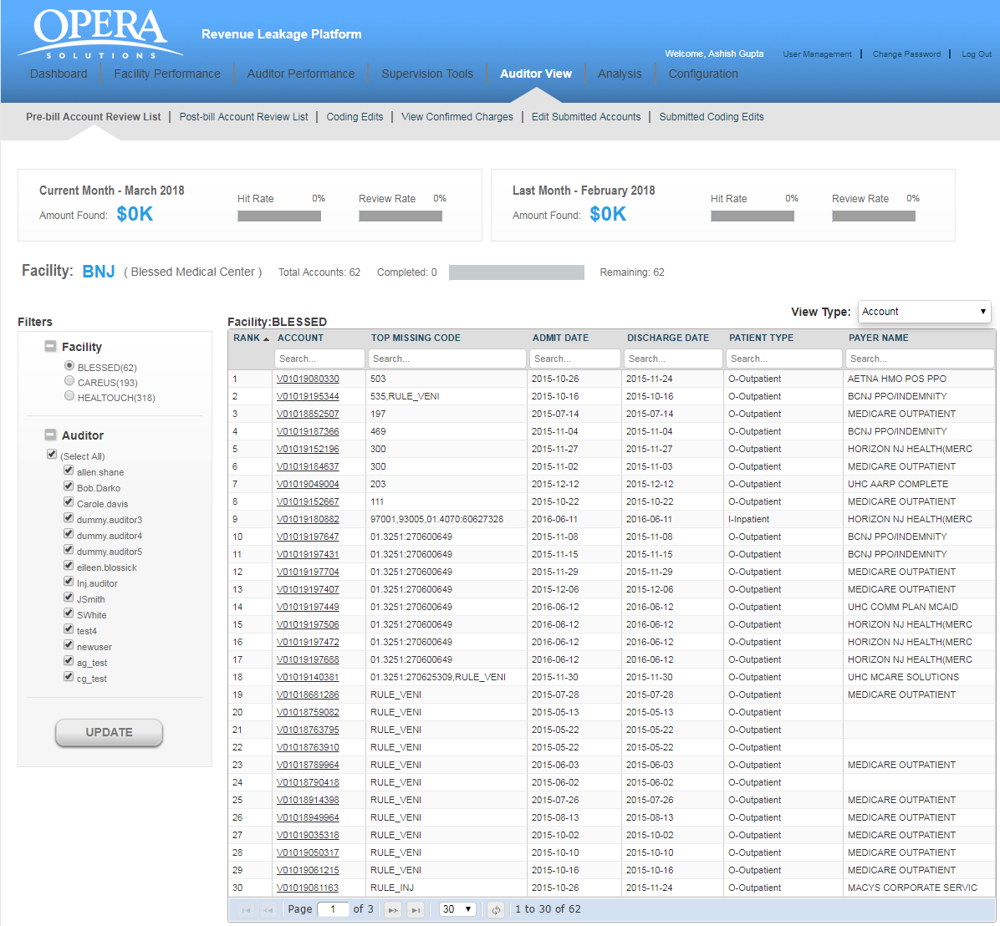 OPERA
SOLUTIONS
Revenue Leakage Platform
Welcome, Ashish Gupta User Management | Change Password | Log Out
Dashboard Facility Performance Auditor Performance Supervision Tools Auditor View Analysis Configuration
Pre-bill Account Review List | Post-bill Account Review List | Coding Edits | View Confirmed Charges | Edit Submitted Accounts | Submitted Coding Edits
Current Month - March 2018
Hit Rate 0% Review Rate 0%
Amount Found: $0K
Last Month - February 2018
Hit Rate 0% Review Rate 0%
Amount Found: $0K
Facility: BNJ ( Blessed Medical Center ) Total Accounts: 62 Completed: 0 Remaining: 62
View Type: Account
Filters
Facility
BLESSED(62)
CAREUS(193)
HEALTOUCH(318)
Auditor
(Select All)
allen.shane
Bob.Darko
Carole.davis
dummy.auditor3
dummy.auditor4
dummy.auditor5
eileen.blossick
Inj.auditor
JSmith
SWhite
test4
newuser
ag_test
cg_test
UPDATE
Facility:BLESSED
RANK ACCOUNT TOP MISSING CODE ADMIT DATE DISCHARGE DATE PATIENT TYPE PAYER NAME
Search... Search... Search... Search... Search... Search...
1 V01019080330 503 2015-10-26 2015-11-24 O-Outpatient AETNA HMO POS PPO
2 V01019195344 535,RULE_VENI 2015-10-16 2015-10-16 O-Outpatient BCNJ PPO/INDEMNITY
3 V01018852507 197 2015-07-14 2015-07-14 O-Outpatient MEDICARE OUTPATIENT
4 V01019187366 469 2015-11-04 2015-11-04 O-Outpatient BCNJ PPO/INDEMNITY
5 V01019152196 300 2015-11-27 2015-11-27 O-Outpatient HORIZON NJ HEALTH(MERC
6 V01019184637 300 2015-11-02 2015-11-03 O-Outpatient MEDICARE OUTPATIENT
7 V01019049004 203 2015-12-12 2015-12-12 O-Outpatient UHC AARP COMPLETE
8 V01019152667 111 2015-10-22 2015-10-22 O-Outpatient MEDICARE OUTPATIENT
9 V01019180882 97001,93005,01.4070:60627328 2016-06-11 2016-06-11 I-Inpatient HORIZON NJ HEALTH(MERC
10 V01019197647 01.3251:270600649 2015-11-08 2015-11-08 O-Outpatient BCNJ PPO/INDEMNITY
11 V01019197431 01.3251:270600649 2015-11-15 2015-11-15 O-Outpatient BCNJ PPO/INDEMNITY
12 V01019197704 01.3251:270600649 2015-11-29 2015-11-29 O-Outpatient MEDICARE OUTPATIENT
13 V01019197407 01.3251:270600649 2015-12-06 2015-12-06 O-Outpatient MEDICARE OUTPATIENT
14 V01019197449 01.3251:270600649 2016-06-12 2016-06-12 O-Outpatient UHC COMM PLAN MCAID
15 V01019197506 01.3251:270600649 2016-06-12 2016-06-12 O-Outpatient HORIZON NJ HEALTH(MERC
16 V01019197472 01.3251:270600649 2016-06-12 2016-06-12 O-Outpatient HORIZON NJ HEALTH(MERC
17 V01019197688 01.3251:270600649 2016-06-12 2016-06-12 O-Outpatient HORIZON NJ HEALTH(MERC
18 V01019140381 01.3251:270625309,RULE_VENI 2015-11-30 2015-11-30 O-Outpatient UHC MCARE SOLUTIONS
19 V01018681286 RULE_VENI 2015-07-28 2015-07-28 O-Outpatient MEDICARE OUTPATIENT
20 V01018759082 RULE_VENI 2015-05-13 2015-05-13 O-Outpatient
21 V01018763795 RULE_VENI 2015-05-22 2015-05-22 O-Outpatient
22 V01018763910 RULE_VENI 2015-05-22 2015-05-22 O-Outpatient
23 V01018789964 RULE_VENI 2015-06-03 2015-06-03 O-Outpatient MEDICARE OUTPATIENT
24 V01018790418 RULE_VENI 2015-06-02 2015-06-02 O-Outpatient
25 V01018914398 RULE_VENI 2015-07-26 2015-07-26 O-Outpatient MEDICARE OUTPATIENT
26 V01018949964 RULE_VENI 2015-08-13 2015-08-13 O-Outpatient MEDICARE OUTPATIENT
27 V01019035318 RULE_VENI 2015-10-02 2015-10-02 O-Outpatient MEDICARE OUTPATIENT
28 V01019050317 RULE_VENI 2015-10-10 2015-10-10 O-Outpatient MEDICARE OUTPATIENT
29 V01019061215 RULE_VENI 2015-10-16 2015-10-16 O-Outpatient MEDICARE OUTPATIENT
30 V01019081163 RULE_INJ 2015-10-26 2015-11-24 O-Outpatient MACYS CORPORATE SERVIC
Page 1 of 3 30 1 to 30 of 62